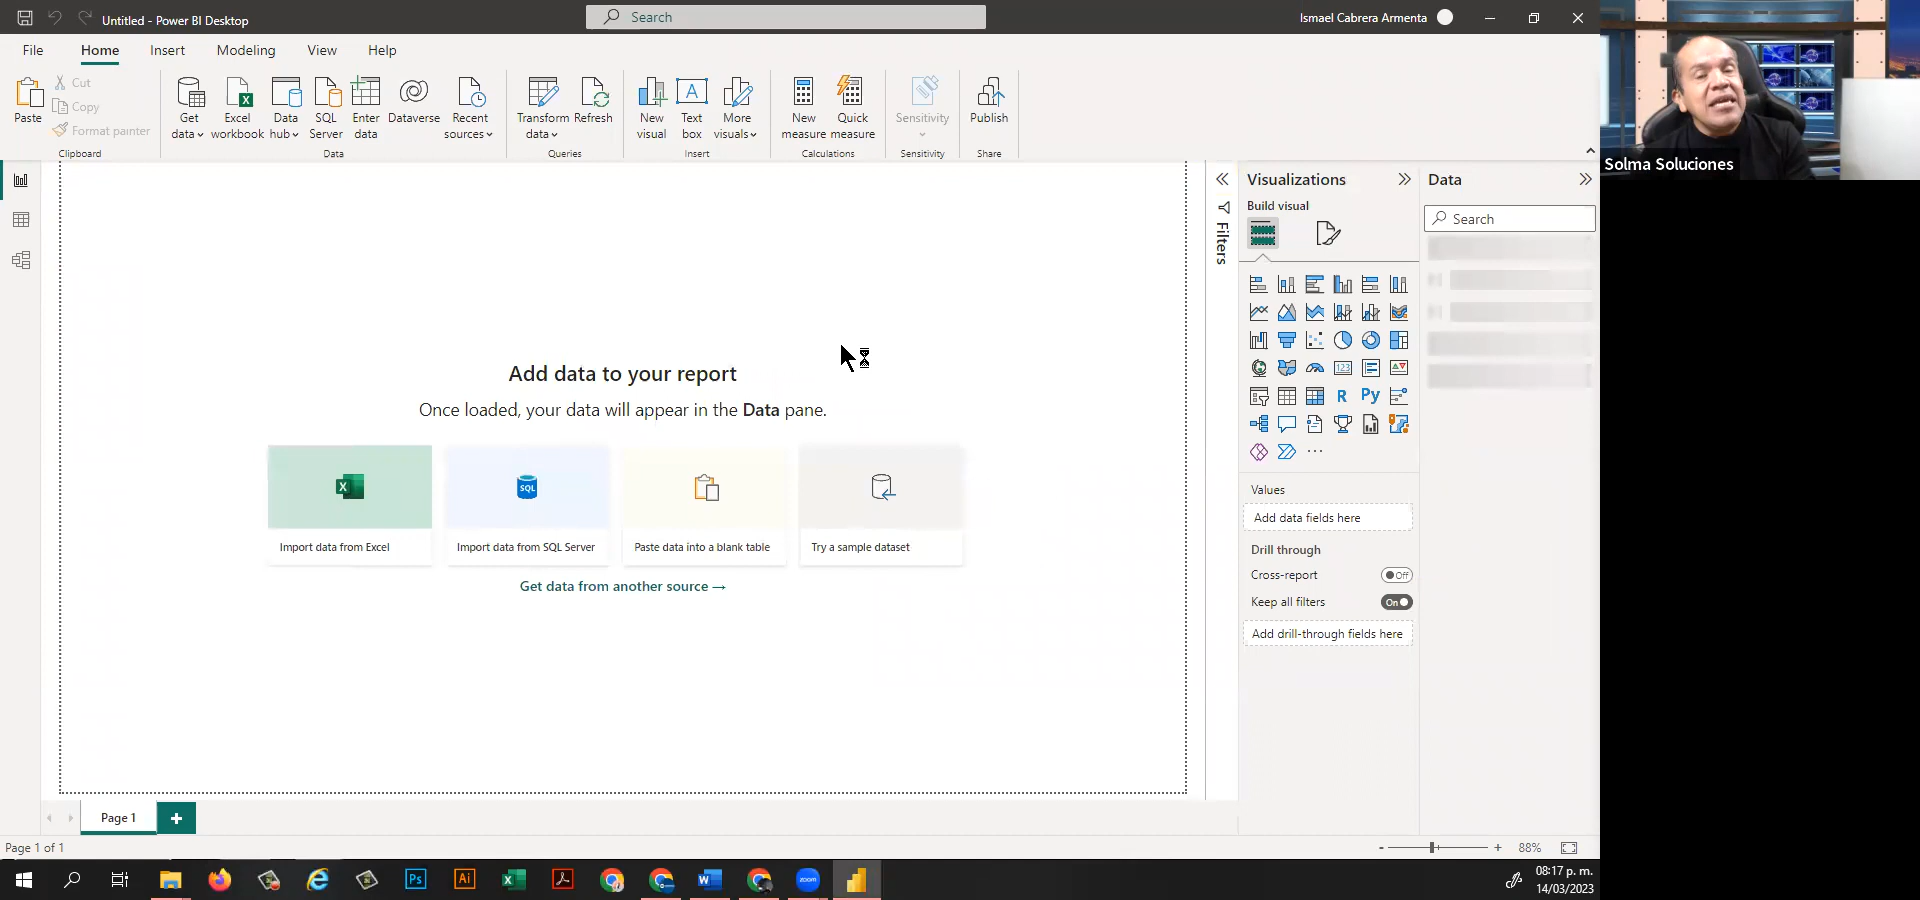 Untitled - Power BI Desktop
Search
Ismael Cabrera Armenta
File
Home
Insert
Modeling
View
Help
Paste
Cut
Copy
Format painter
Clipboard
Get data
Excel workbook
Data hub
SQL Server
Enter data
Dataverse
Recent sources
Data
Transform data
Refresh
Queries
New visual
Text box
More visuals
Insert
New measure
Quick measure
Calculations
Sensitivity
Sensitivity
Publish
Share
Solma Soluciones
Add data to your report
Once loaded, your data will appear in the Data pane.
Import data from Excel
Import data from SQL Server
Paste data into a blank table
Try a sample dataset
SQL
Get data from another source →
Filters
Visualizations
Build visual
123
R
Py
Values
Add data fields here
Drill through
Cross-report
Off
Keep all filters
On
Add drill-through fields here
Data
Search
Page 1
Page 1 of 1
88%
Ps
Ai
zoom
08:17 p. m.
14/03/2023